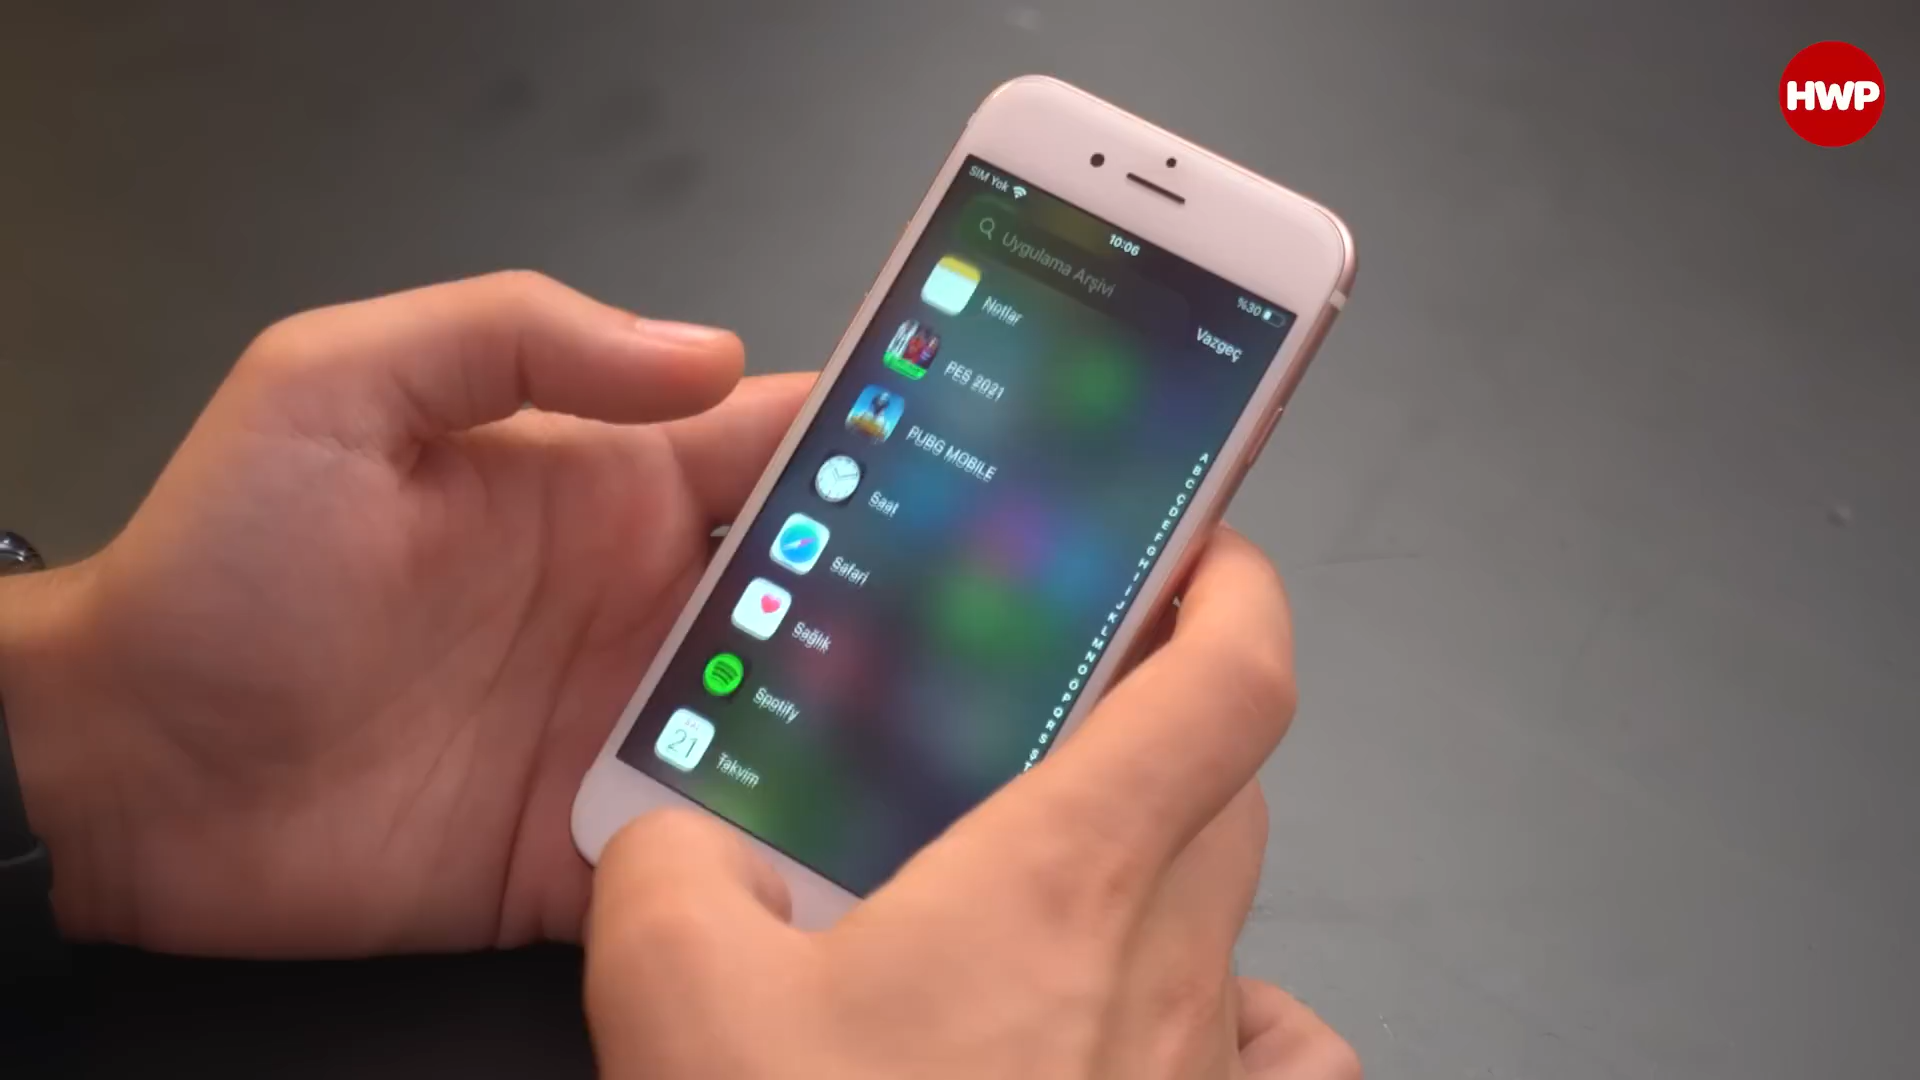 HWP
SIM Yok
10:06
%30
Uygulama Arşivi
Vazgeç
Notlar
PES 2021
PUBG MOBILE
Saat
Safari
Sağlık
Spotify
21
Takvim
A
B
C
Ç
D
E
F
G
H
I
İ
J
K
L
M
N
O
Ö
P
Q
R
S
Ş
T